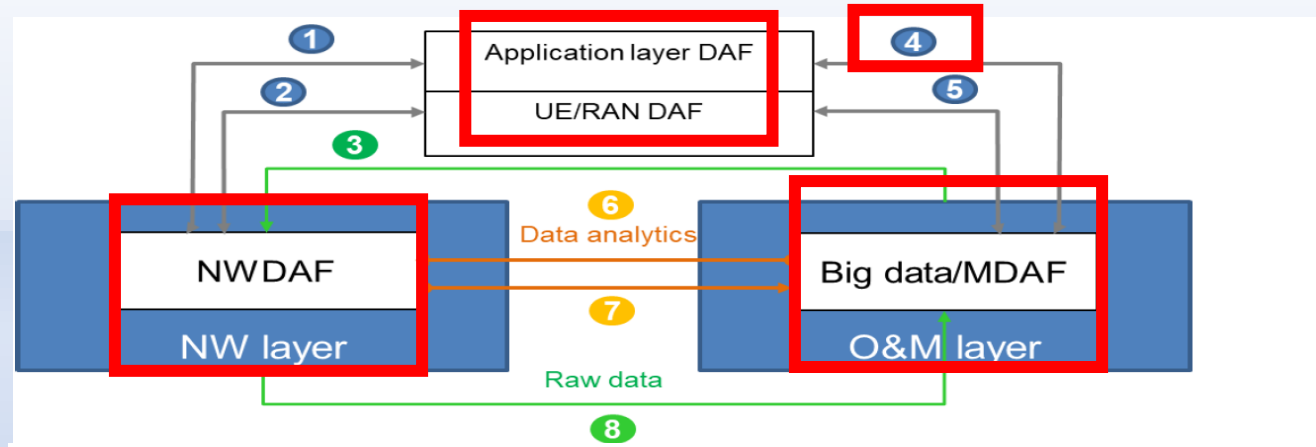 1
Application layer DAF
4
2
UE/RAN DAF
5
3
6
Data analytics
NWDAF
Big data/MDAF
7
NW layer
O&M layer
Raw data
8